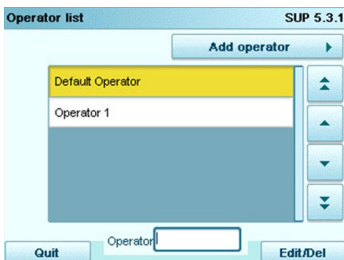 Operator list SUP 5.3.1
Add operator
Default Operator
Operator 1
Operator
Quit Edit/Del